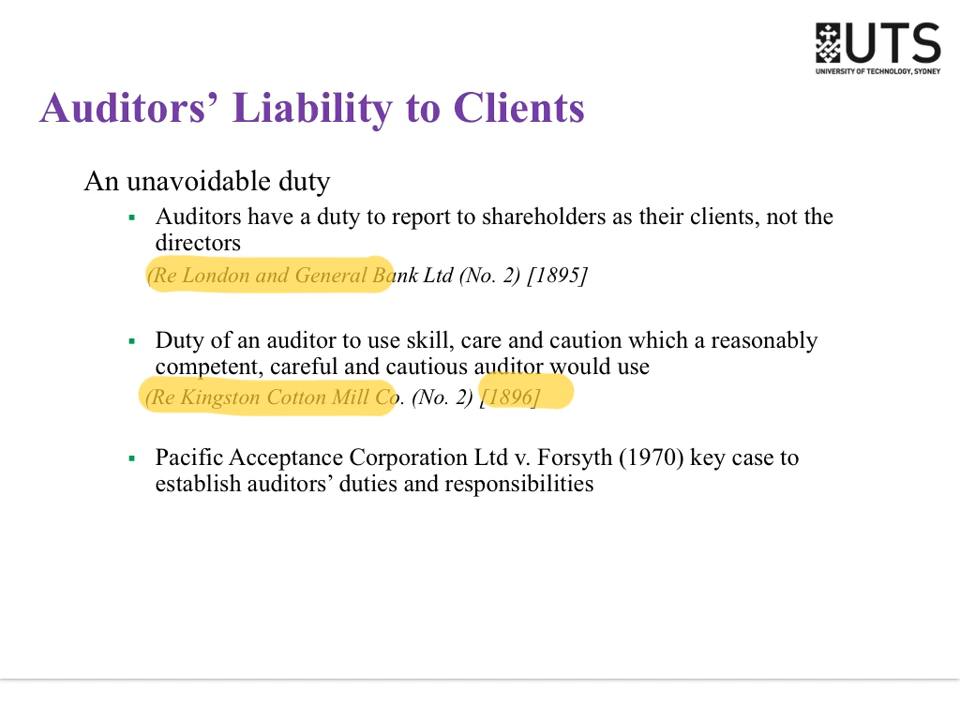 UTS
UNIVERSITY OF TECHNOLOGY, SYDNEY
Auditors’ Liability to Clients
An unavoidable duty
▪ Auditors have a duty to report to shareholders as their clients, not the
directors
(Re London and General Bank Ltd (No. 2) [1895]
▪ Duty of an auditor to use skill, care and caution which a reasonably
competent, careful and cautious auditor would use
(Re Kingston Cotton Mill Co. (No. 2) [1896]
▪ Pacific Acceptance Corporation Ltd v. Forsyth (1970) key case to
establish auditors’ duties and responsibilities